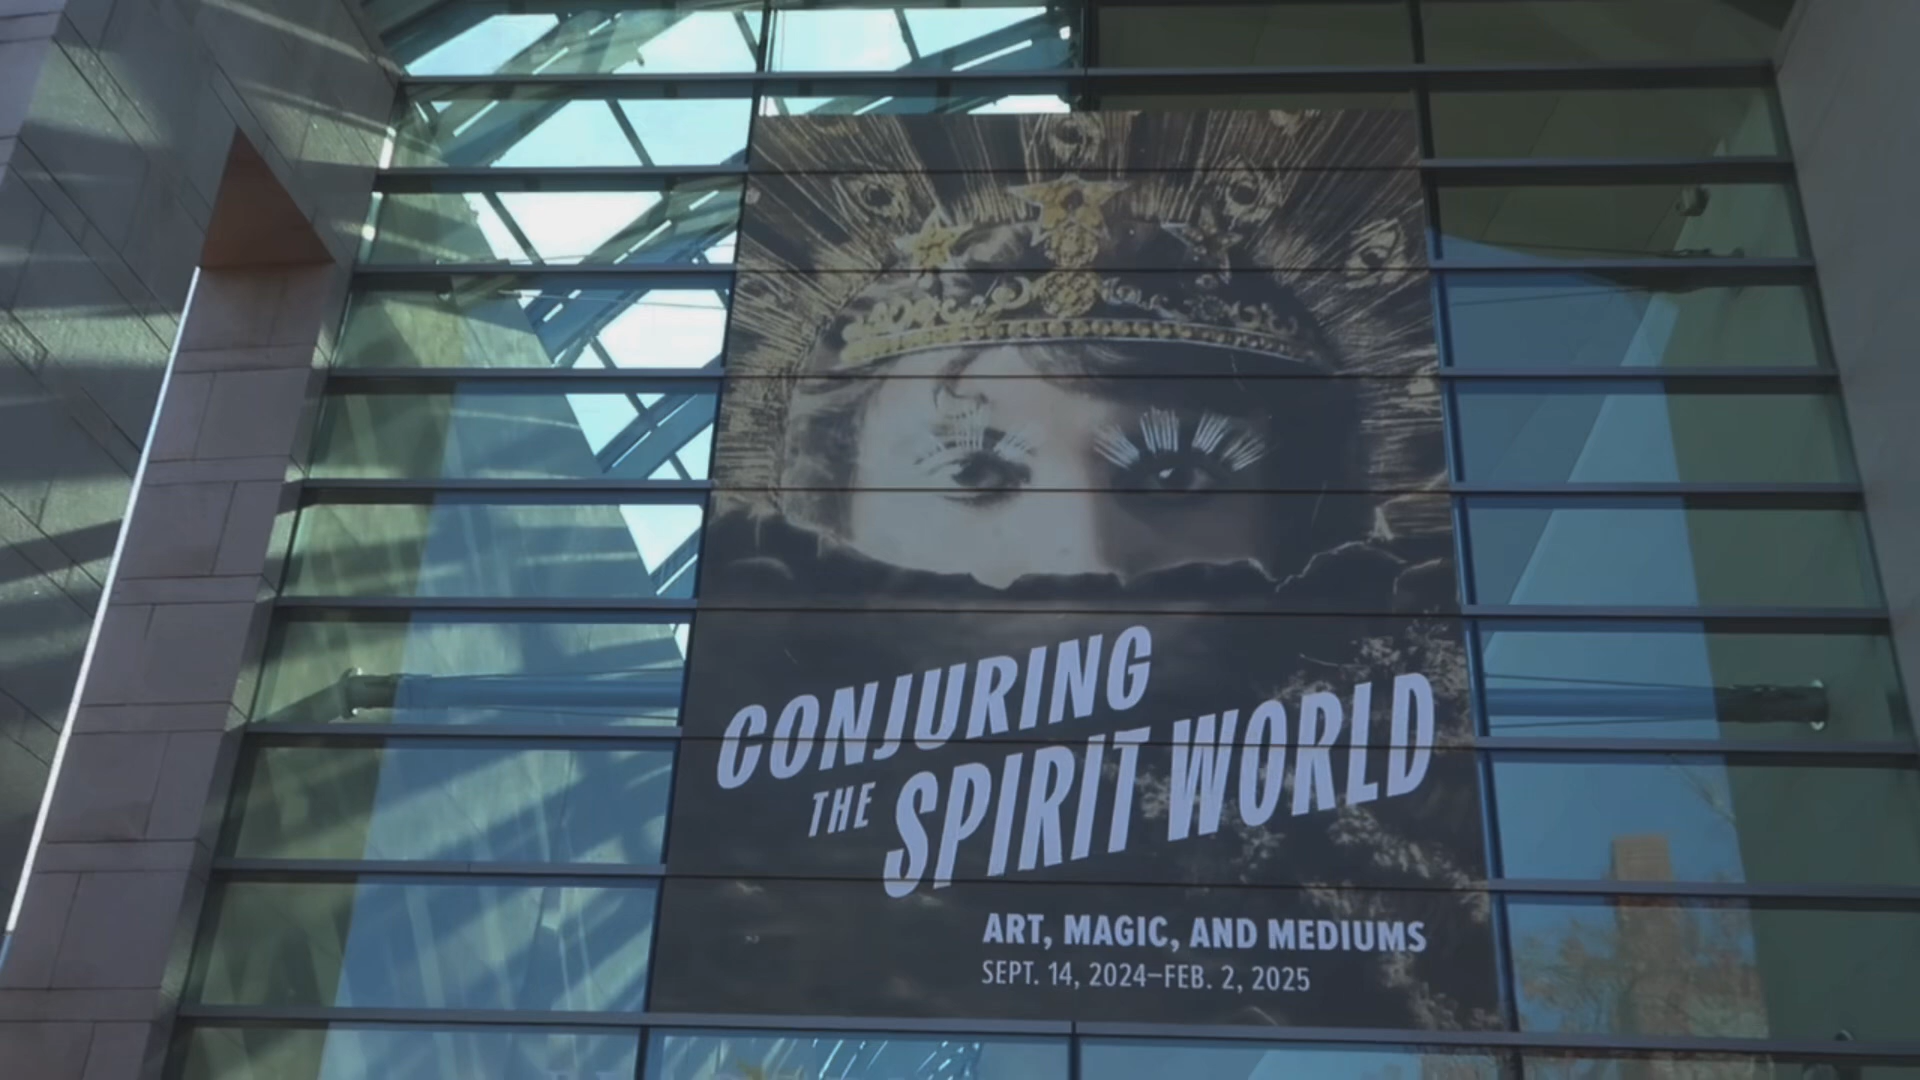 CONJURING
THE SPIRIT WORLD
ART, MAGIC, AND MEDIUMS
SEPT. 14, 2024–FEB. 2, 2025